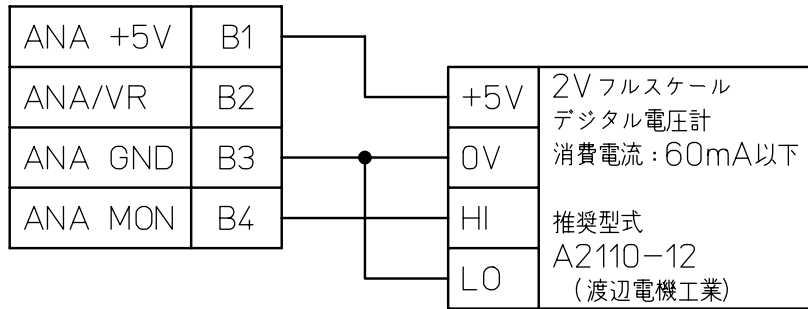 ANA +5V B1
ANA/VR B2
ANA GND B3
ANA MON B4
+5V
0V
HI
LO
2Vフルスケール
デジタル電圧計
消費電流：60mA以下
推奨型式
A2110-12
（渡辺電機工業）